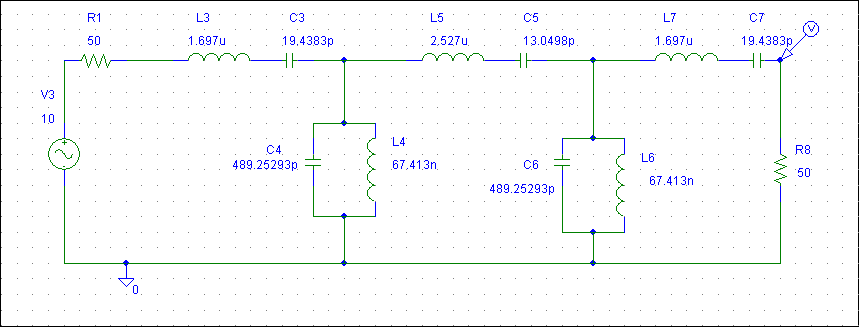 R1 L3 C3 L5 C5 L7 C7
50 1.697u 19.4383p 2.527u 13.0498p 1.697u 19.4383p
V
V3
10
C4 L4
489.25293p 67.413n
C6 L6
489.25293p 67.413n
R8
50
0